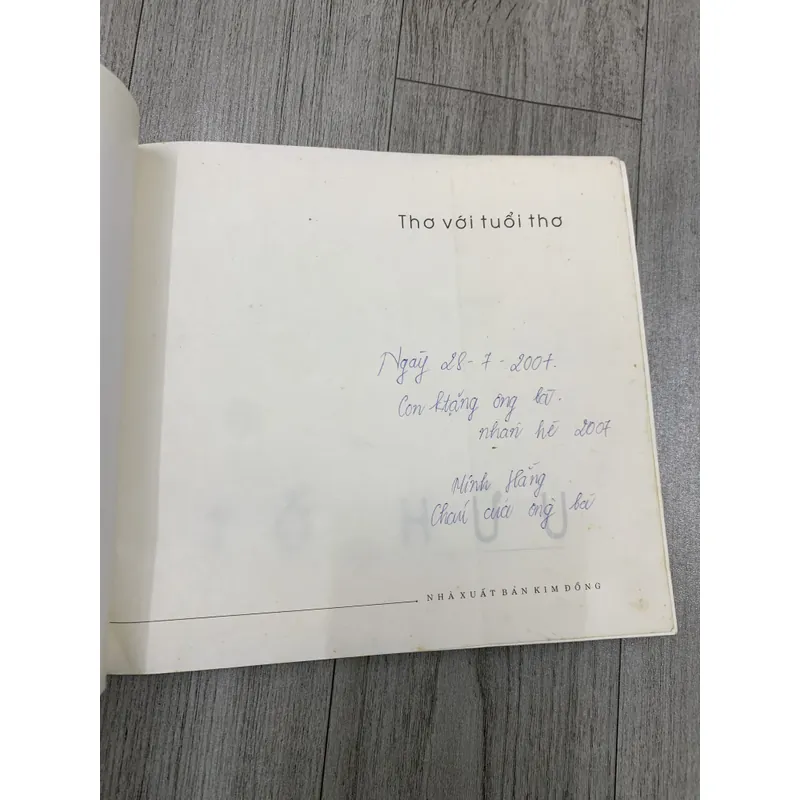 Thơ với tuổi thơ
Ngày 28-7-2007.
Con tặng ông bà.
nhân hè 2007
Minh Hằng
Cháu của ông bà
NHÀ XUẤT BẢN KIM ĐỒNG